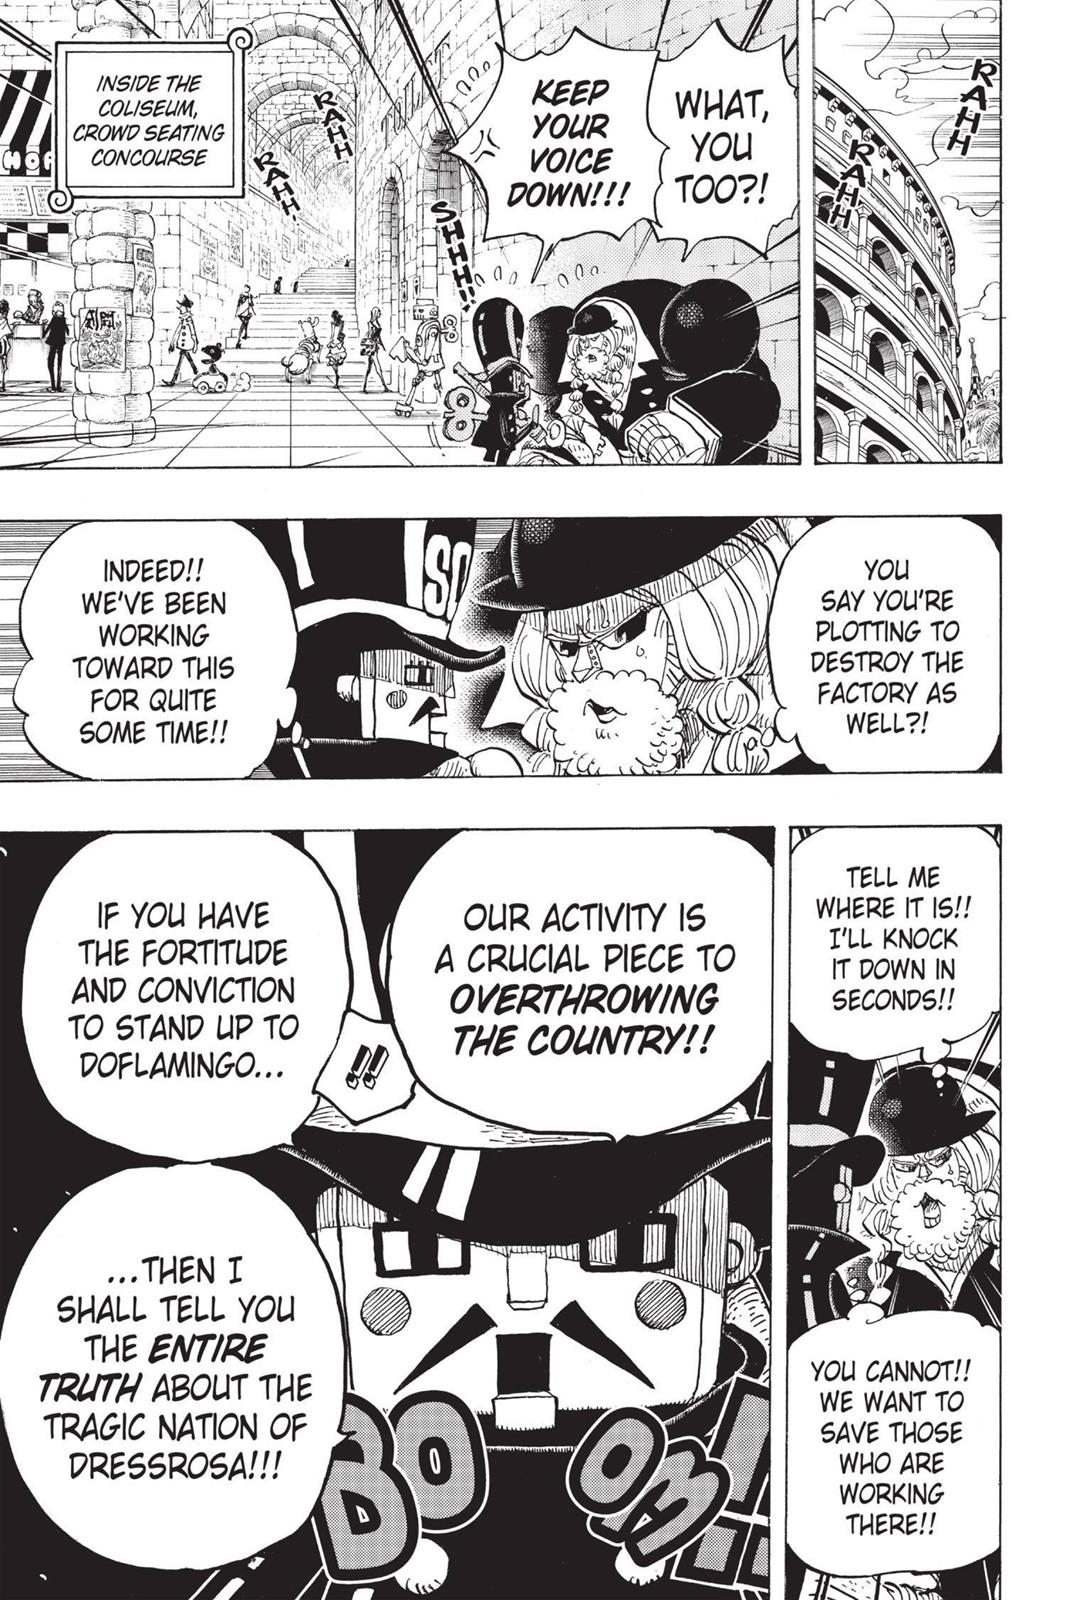 RAHH
RAHH
WHAT,
YOU
TOO?!
KEEP
YOUR
VOICE
DOWN!!!
SHHHH!!
RAHH
RAHH
INSIDE THE
COLISEUM,
CROWD SEATING
CONCOURSE
YOU
SAY YOU'RE
PLOTTING TO
DESTROY THE
FACTORY AS
WELL?!
SO
INDEED!!
WE'VE BEEN
WORKING
TOWARD THIS
FOR QUITE
SOME TIME!!
TELL ME
WHERE IT IS!!
I'LL KNOCK
IT DOWN IN
SECONDS!!
YOU CANNOT!!
WE WANT TO
SAVE THOSE
WHO ARE
WORKING
THERE!!
OUR ACTIVITY IS
A CRUCIAL PIECE TO
OVERTHROWING
THE COUNTRY!!
!!
IF YOU HAVE
THE FORTITUDE
AND CONVICTION
TO STAND UP TO
DOFLAMINGO...
...THEN I
SHALL TELL YOU
THE ENTIRE
TRUTH ABOUT THE
TRAGIC NATION OF
DRESSROSA!!!
BOOM!!